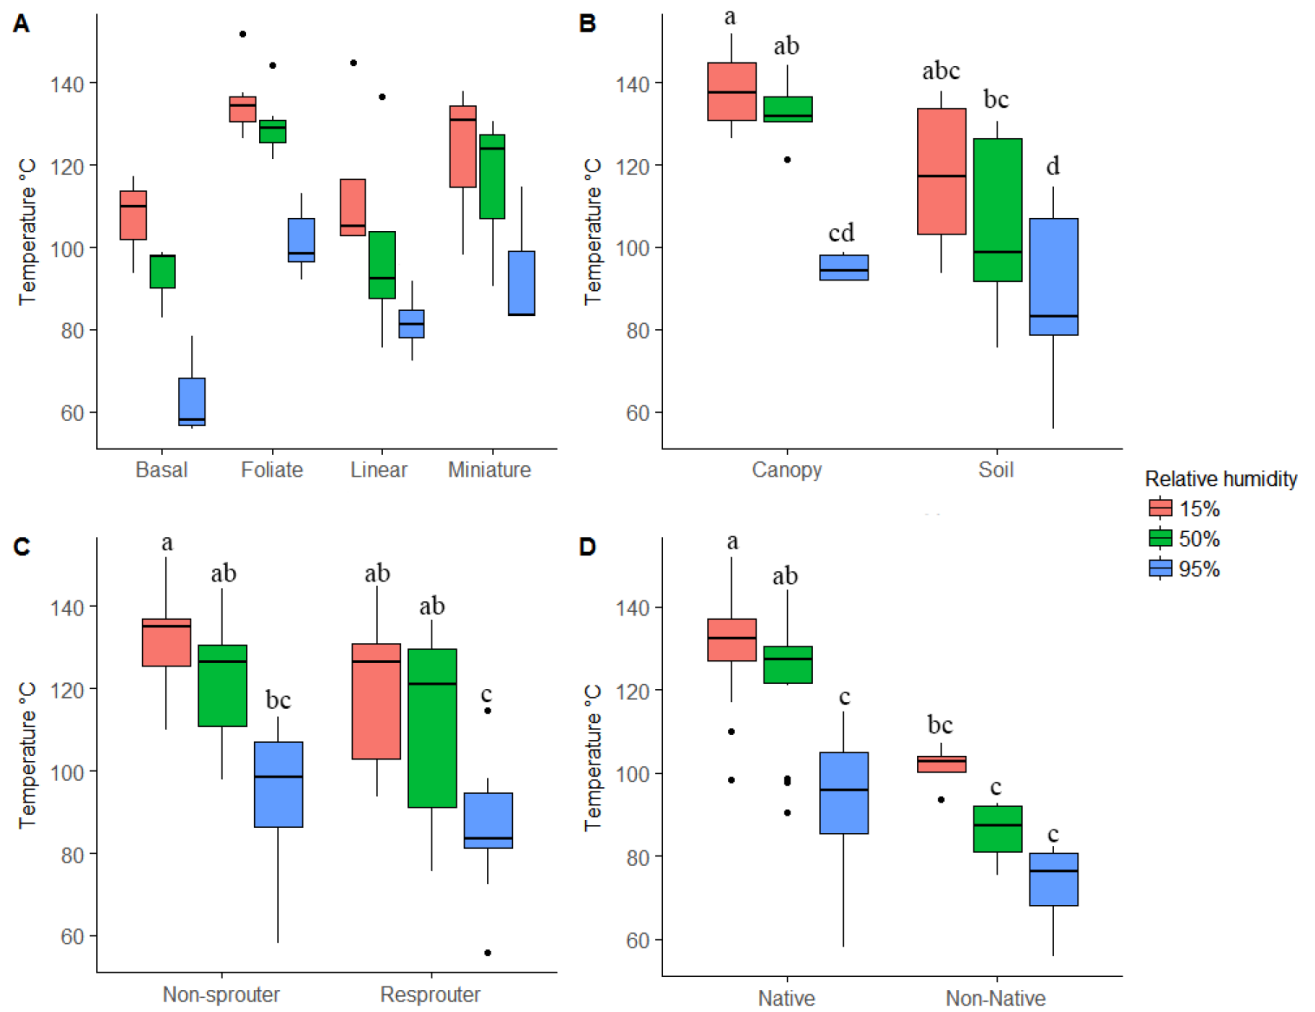 A
Temperature °C
140
120
100
80
60
Basal
Foliate
Linear
Miniature
B
Temperature °C
140
120
100
80
60
a
ab
cd
abc
bc
d
Canopy
Soil
Relative humidity
15%
50%
95%
C
Temperature °C
140
120
100
80
60
a
ab
bc
ab
ab
c
Non-sprouter
Resprouter
D
Temperature °C
140
120
100
80
60
a
ab
c
bc
c
c
Native
Non-Native